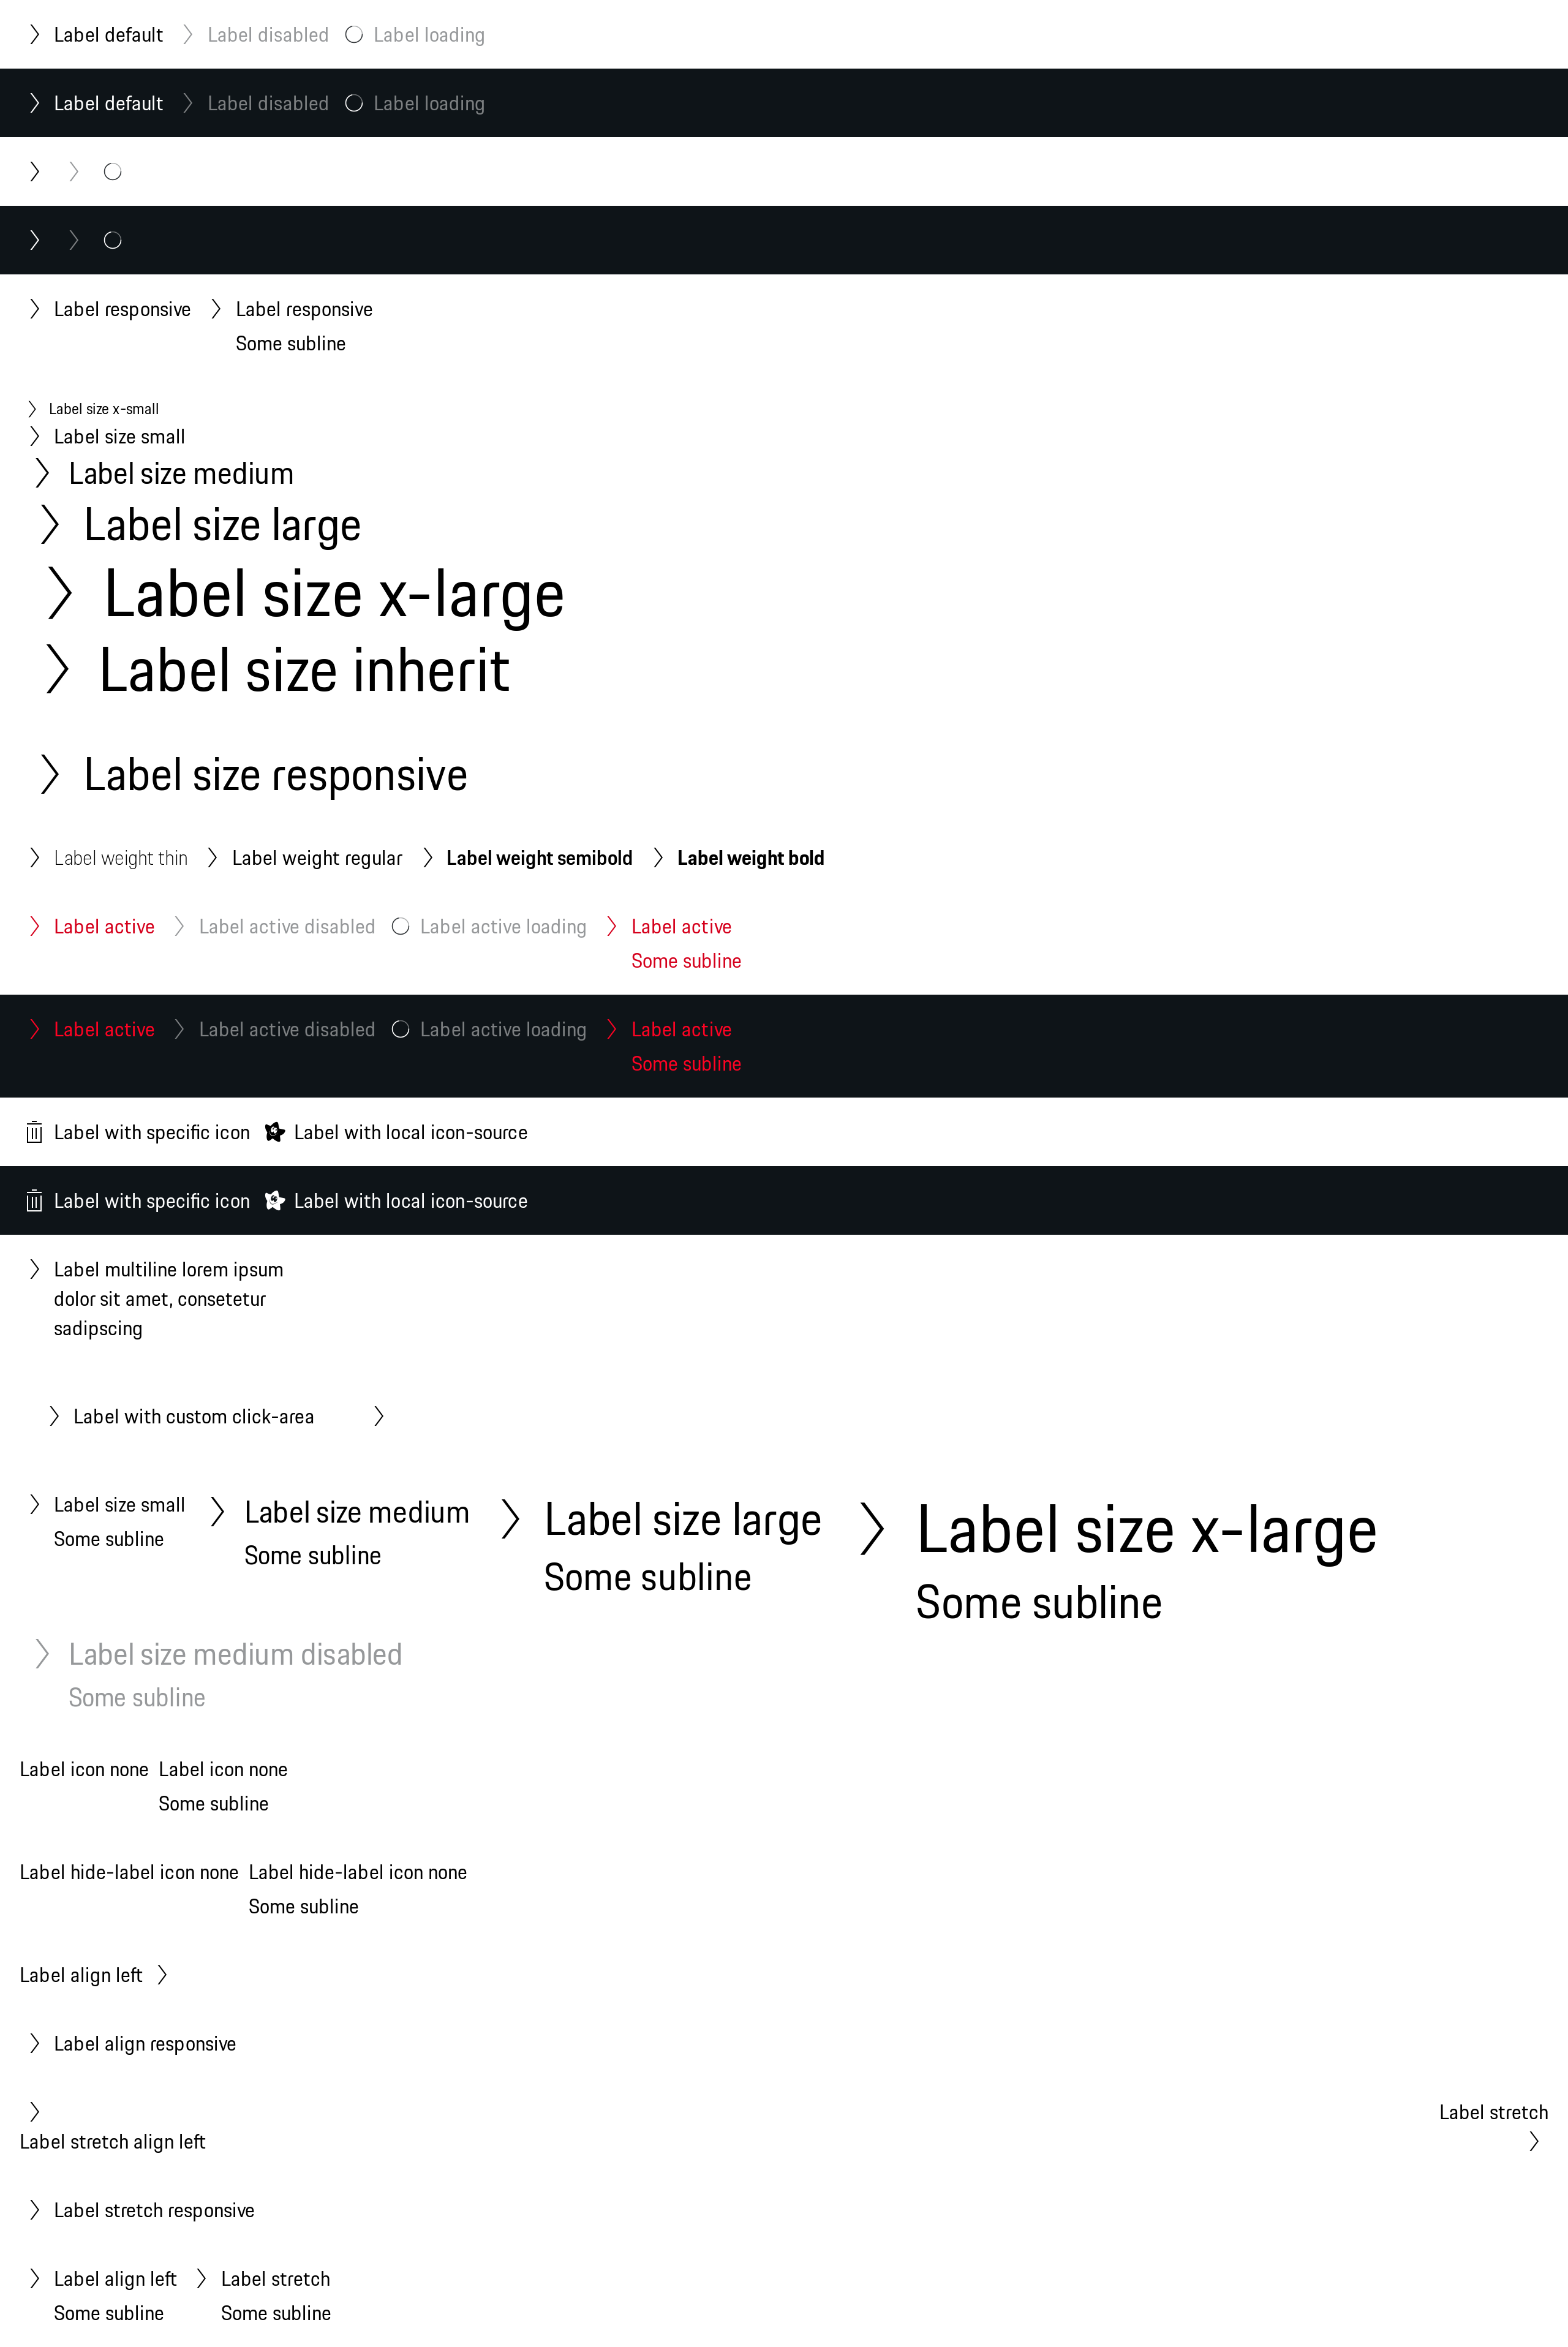 Label default Label disabled Label loading
Label default Label disabled Label loading
Label responsive Label responsive
Some subline
Label size x-small
Label size small
Label size medium
Label size large
Label size x-large
Label size inherit
Label size responsive
Label weight thin Label weight regular Label weight semibold Label weight bold
Label active Label active disabled Label active loading Label active
Some subline
Label active Label active disabled Label active loading Label active
Some subline
Label with specific icon Label with local icon-source
Label with specific icon Label with local icon-source
Label multiline lorem ipsum
dolor sit amet, consetetur
sadipscing
Label with custom click-area
Label size small Label size medium Label size large Label size x-large
Some subline Some subline Some subline Some subline
Label size medium disabled
Some subline
Label icon none Label icon none
Some subline
Label hide-label icon none Label hide-label icon none
Some subline
Label align left
Label align responsive
Label stretch
Label stretch align left
Label stretch responsive
Label align left Label stretch
Some subline Some subline